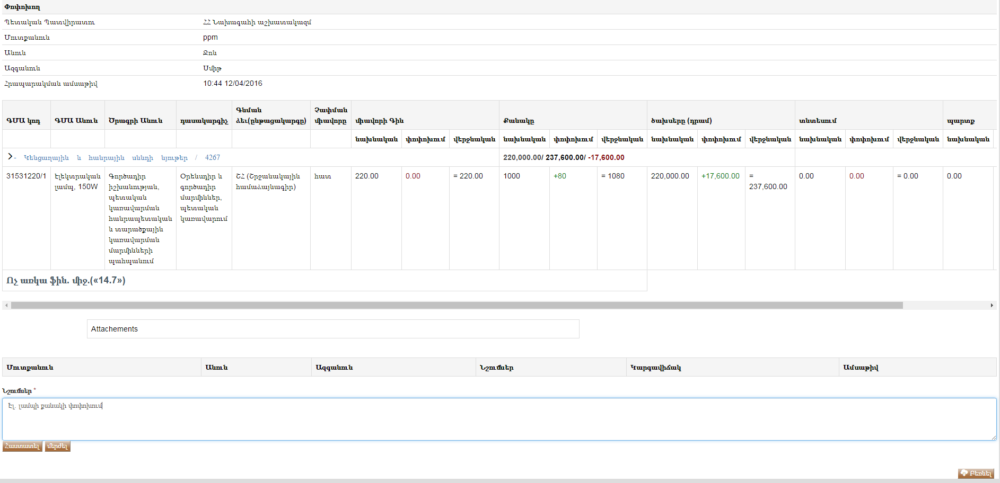 Փոփոխող
Պետական Պատվիրատու ՀՀ Նախագահի աշխատակազմ
Մուտքանուն ppm
Անուն Ջոն
Ազգանուն Սմիթ
Հրապարակման ամսաթիվ 10:44 12/04/2016
ԳՄԱ կոդ ԳՄԱ Անուն Ծրագրի Անուն դասակարգիչ Գնման ձեւ(ընթացակարգը) Չափման միավորը միավորի Գին Քանակը ծախսերը (դրամ) տնտեսում պարտք
նախնական փոփոխում վերջնական նախնական փոփոխում վերջնական նախնական փոփոխում վերջնական նախնական փոփոխում վերջնական նախնական
- Կենցաղային և հանրային սննդի նյութեր / 4267 220,000.00/ 237,600.00/ -17,600.00
31531220/1 էլեկտրական լամպ, 150W Գործադիր իշխանության, պետական կառավարման հանրապետական և տարածքային կառավարման մարմինների պահպանում Օրենսդիր և գործադիր մարմիններ, պետական կառավարում ՇՀ (Շրջանակային համաձայնագիր) հատ 220.00 0.00 = 220.00 1000 +80 = 1080 220,000.00 +17,600.00 = 237,600.00 0.00 0.00 = 0.00 0.00
Ոչ առկա ֆին. միջ.(«14.7»)
Attachements
Մուտքանուն Անուն Ազգանուն Նշումներ Կարգավիճակ Ամսաթիվ
Նշումներ *
Էլ. լամպի քանակի փոփոխում
Հաստատել մերժել
Բեռնել